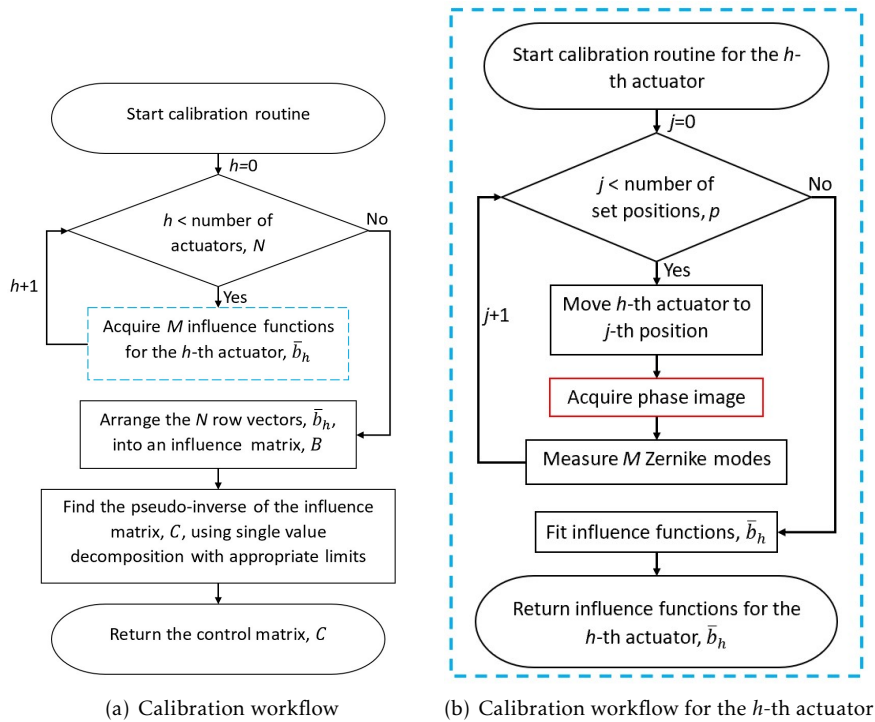 Start calibration routine
h=0
h < number of
actuators, N
No
Yes
h+1
Acquire M influence functions
for the h-th actuator, b̄ₕ
Arrange the N row vectors, b̄ₕ,
into an influence matrix, B
Find the pseudo-inverse of the influence
matrix, C, using single value
decomposition with appropriate limits
Return the control matrix, C
(a) Calibration workflow
Start calibration routine for the h-
th actuator
j=0
j < number of
set positions, p
No
Yes
j+1
Move h-th actuator to
j-th position
Acquire phase image
Measure M Zernike modes
Fit influence functions, b̄ₕ
Return influence functions for the
h-th actuator, b̄ₕ
(b) Calibration workflow for the h-th actuator